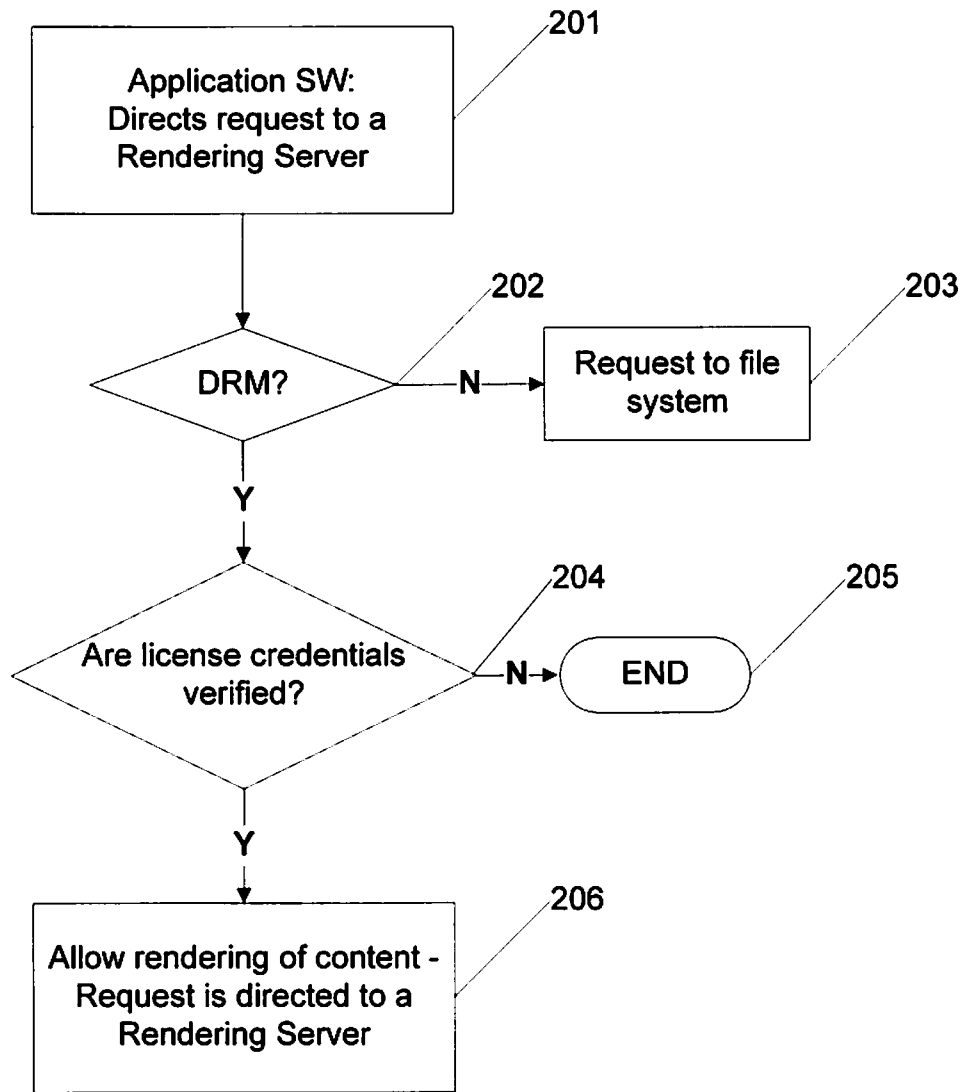 201
Application SW:
Directs request to a
Rendering Server
202
203
DRM?
N
Request to file
system
Y
204
205
Are license credentials
verified?
N
END
Y
206
Allow rendering of content -
Request is directed to a
Rendering Server